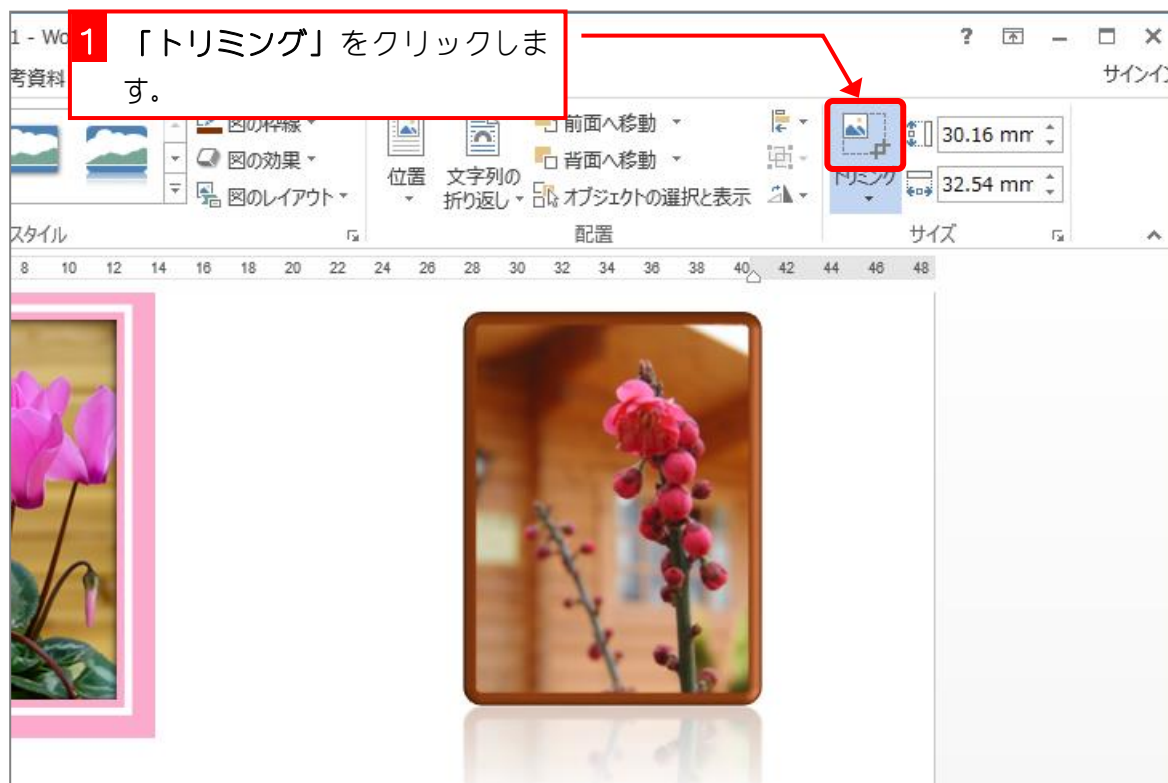 1 - Wo
1 「トリミング」をクリックしま
す。
? 
考資料
サインイン
図の枠線
図の効果
図のレイアウト
位置
文字列の
折り返し
前面へ移動
背面へ移動
オブジェクトの選択と表示
トリミング
30.16 mm
32.54 mm
スタイル
配置
サイズ
8 10 12 14 16 18 20 22 24 26 28 30 32 34 36 38 40 42 44 46 48